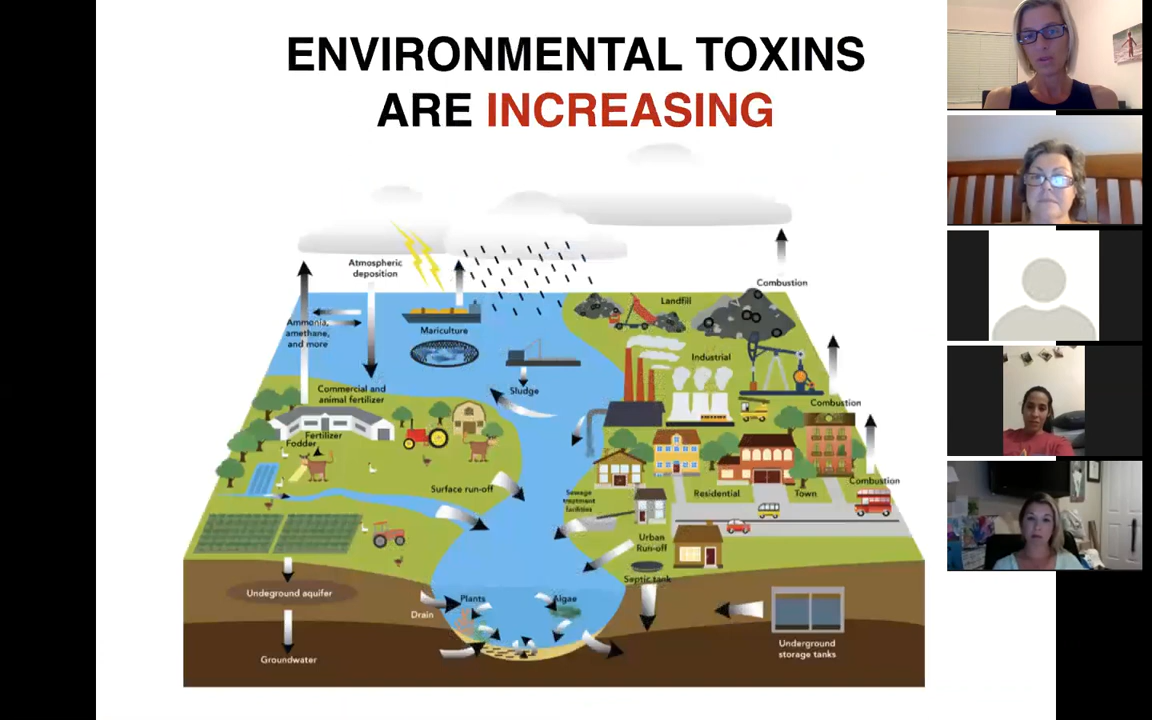 ENVIRONMENTAL TOXINS
ARE INCREASING
Atmospheric
deposition
Combustion
Landfill
Ammonia,
amethane,
and more
Mariculture
Industrial
Sludge
Commercial and
animal fertilizer
Combustion
Fertilizer
Fodder
Surface run-off
Sewage
treatment
facilities
Residential
Town
Combustion
Urban
Run-off
Septic tank
Undeground aquifer
Plants
Algae
Drain
Groundwater
Underground
storage tanks